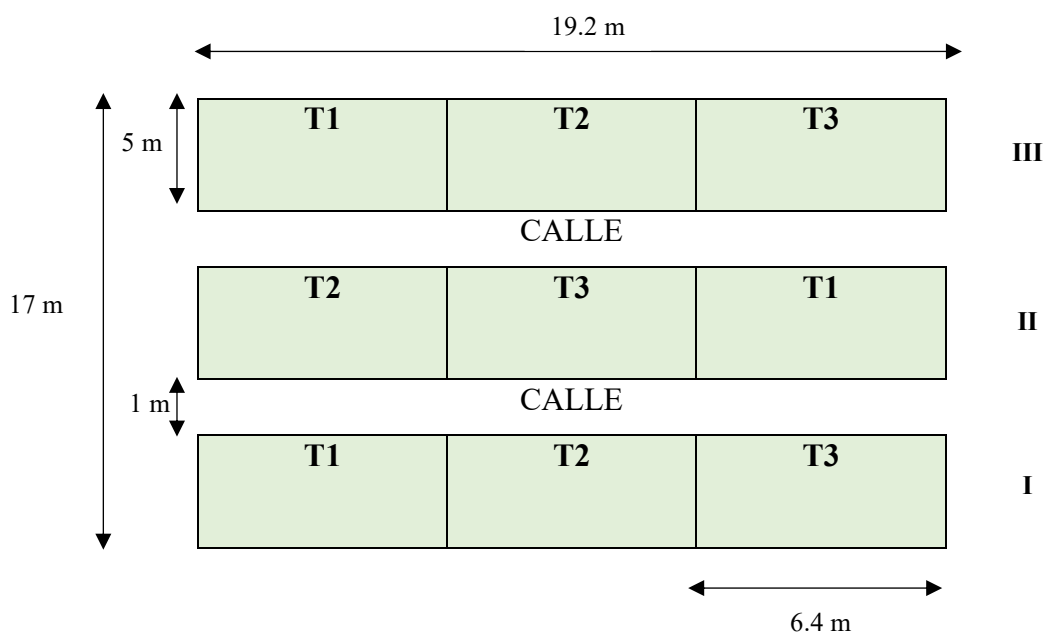 19.2 m
T1 T2 T3
5 m
III
CALLE
T2 T3 T1
17 m
II
1 m
CALLE
T1 T2 T3
I
6.4 m